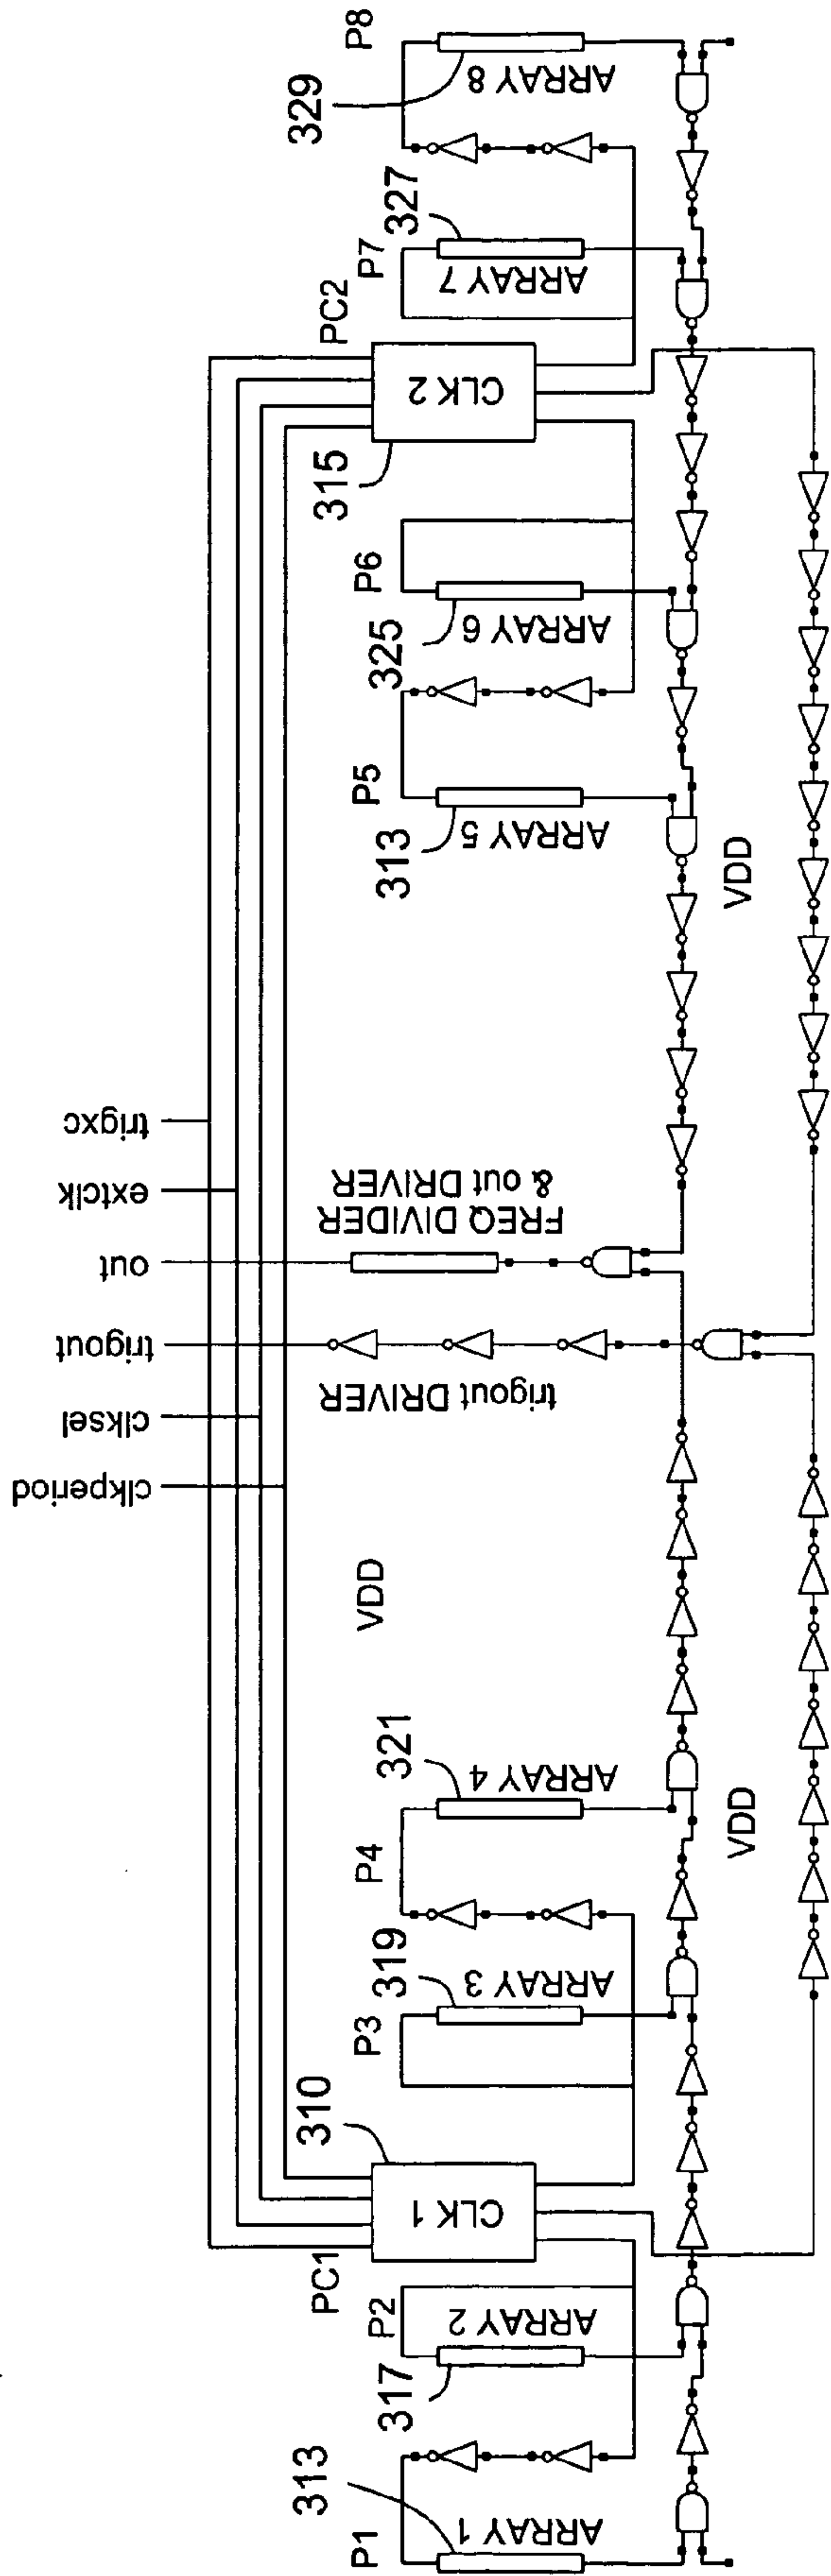 clkperiod
clksel
trigout
out
extclk
trigxc
P1
313
ARRAY 1
P2
317
ARRAY 2
PC1
CLK 1
310
P3
319
ARRAY 3
P4
321
ARRAY 4
VDD
VDD
trigout DRIVER
FREQ DIVIDER
& out DRIVER
VDD
P5
313
ARRAY 5
P6
325
ARRAY 6
315
CLK 2
PC2
P7
327
ARRAY 7
P8
329
ARRAY 8